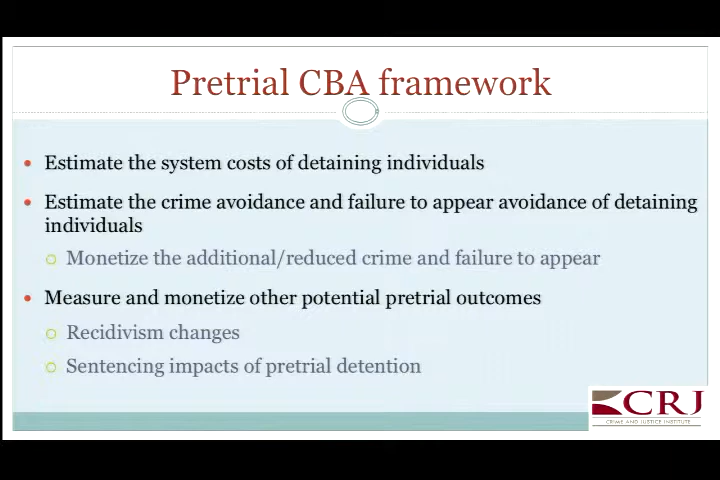 Pretrial CBA framework
Estimate the system costs of detaining individuals
Estimate the crime avoidance and failure to appear avoidance of detaining
individuals
Monetize the additional/reduced crime and failure to appear
Measure and monetize other potential pretrial outcomes
Recidivism changes
Sentencing impacts of pretrial detention
CRJ
CRIME AND JUSTICE INSTITUTE